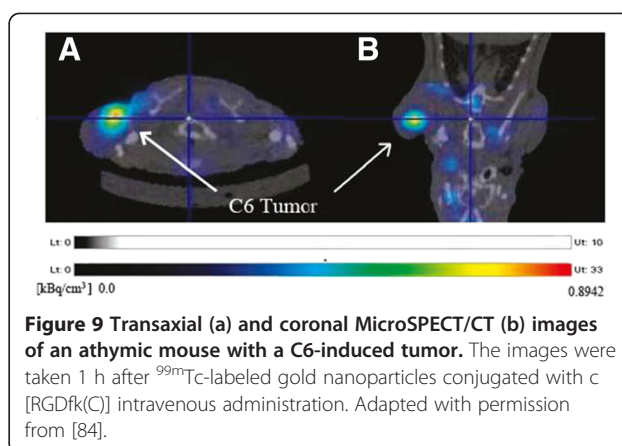 A
B
C6 Tumor
Lt: 0
Ut: 10
Lt: 0
Ut: 33
[kBq/cm³] 0.0
0.8942
Figure 9 Transaxial (a) and coronal MicroSPECT/CT (b) images
of an athymic mouse with a C6-induced tumor. The images were
taken 1 h after ⁹⁹ᵐTc-labeled gold nanoparticles conjugated with c
[RGDfk(C)] intravenous administration. Adapted with permission
from [84].